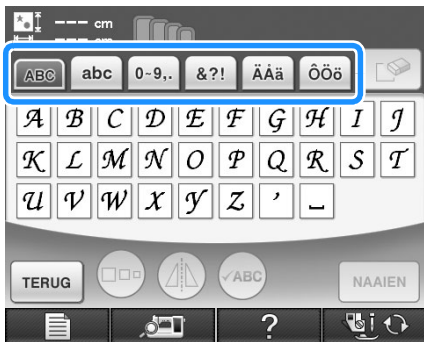 --- cm
--- cm
ABC abc 0~9,. &?! ÄÅä ÔÖö
A B C D E F G H I J
K L M N O P Q R S T
U V W X Y Z ’ ⎵
TERUG ✓ABC NAAIEN
?